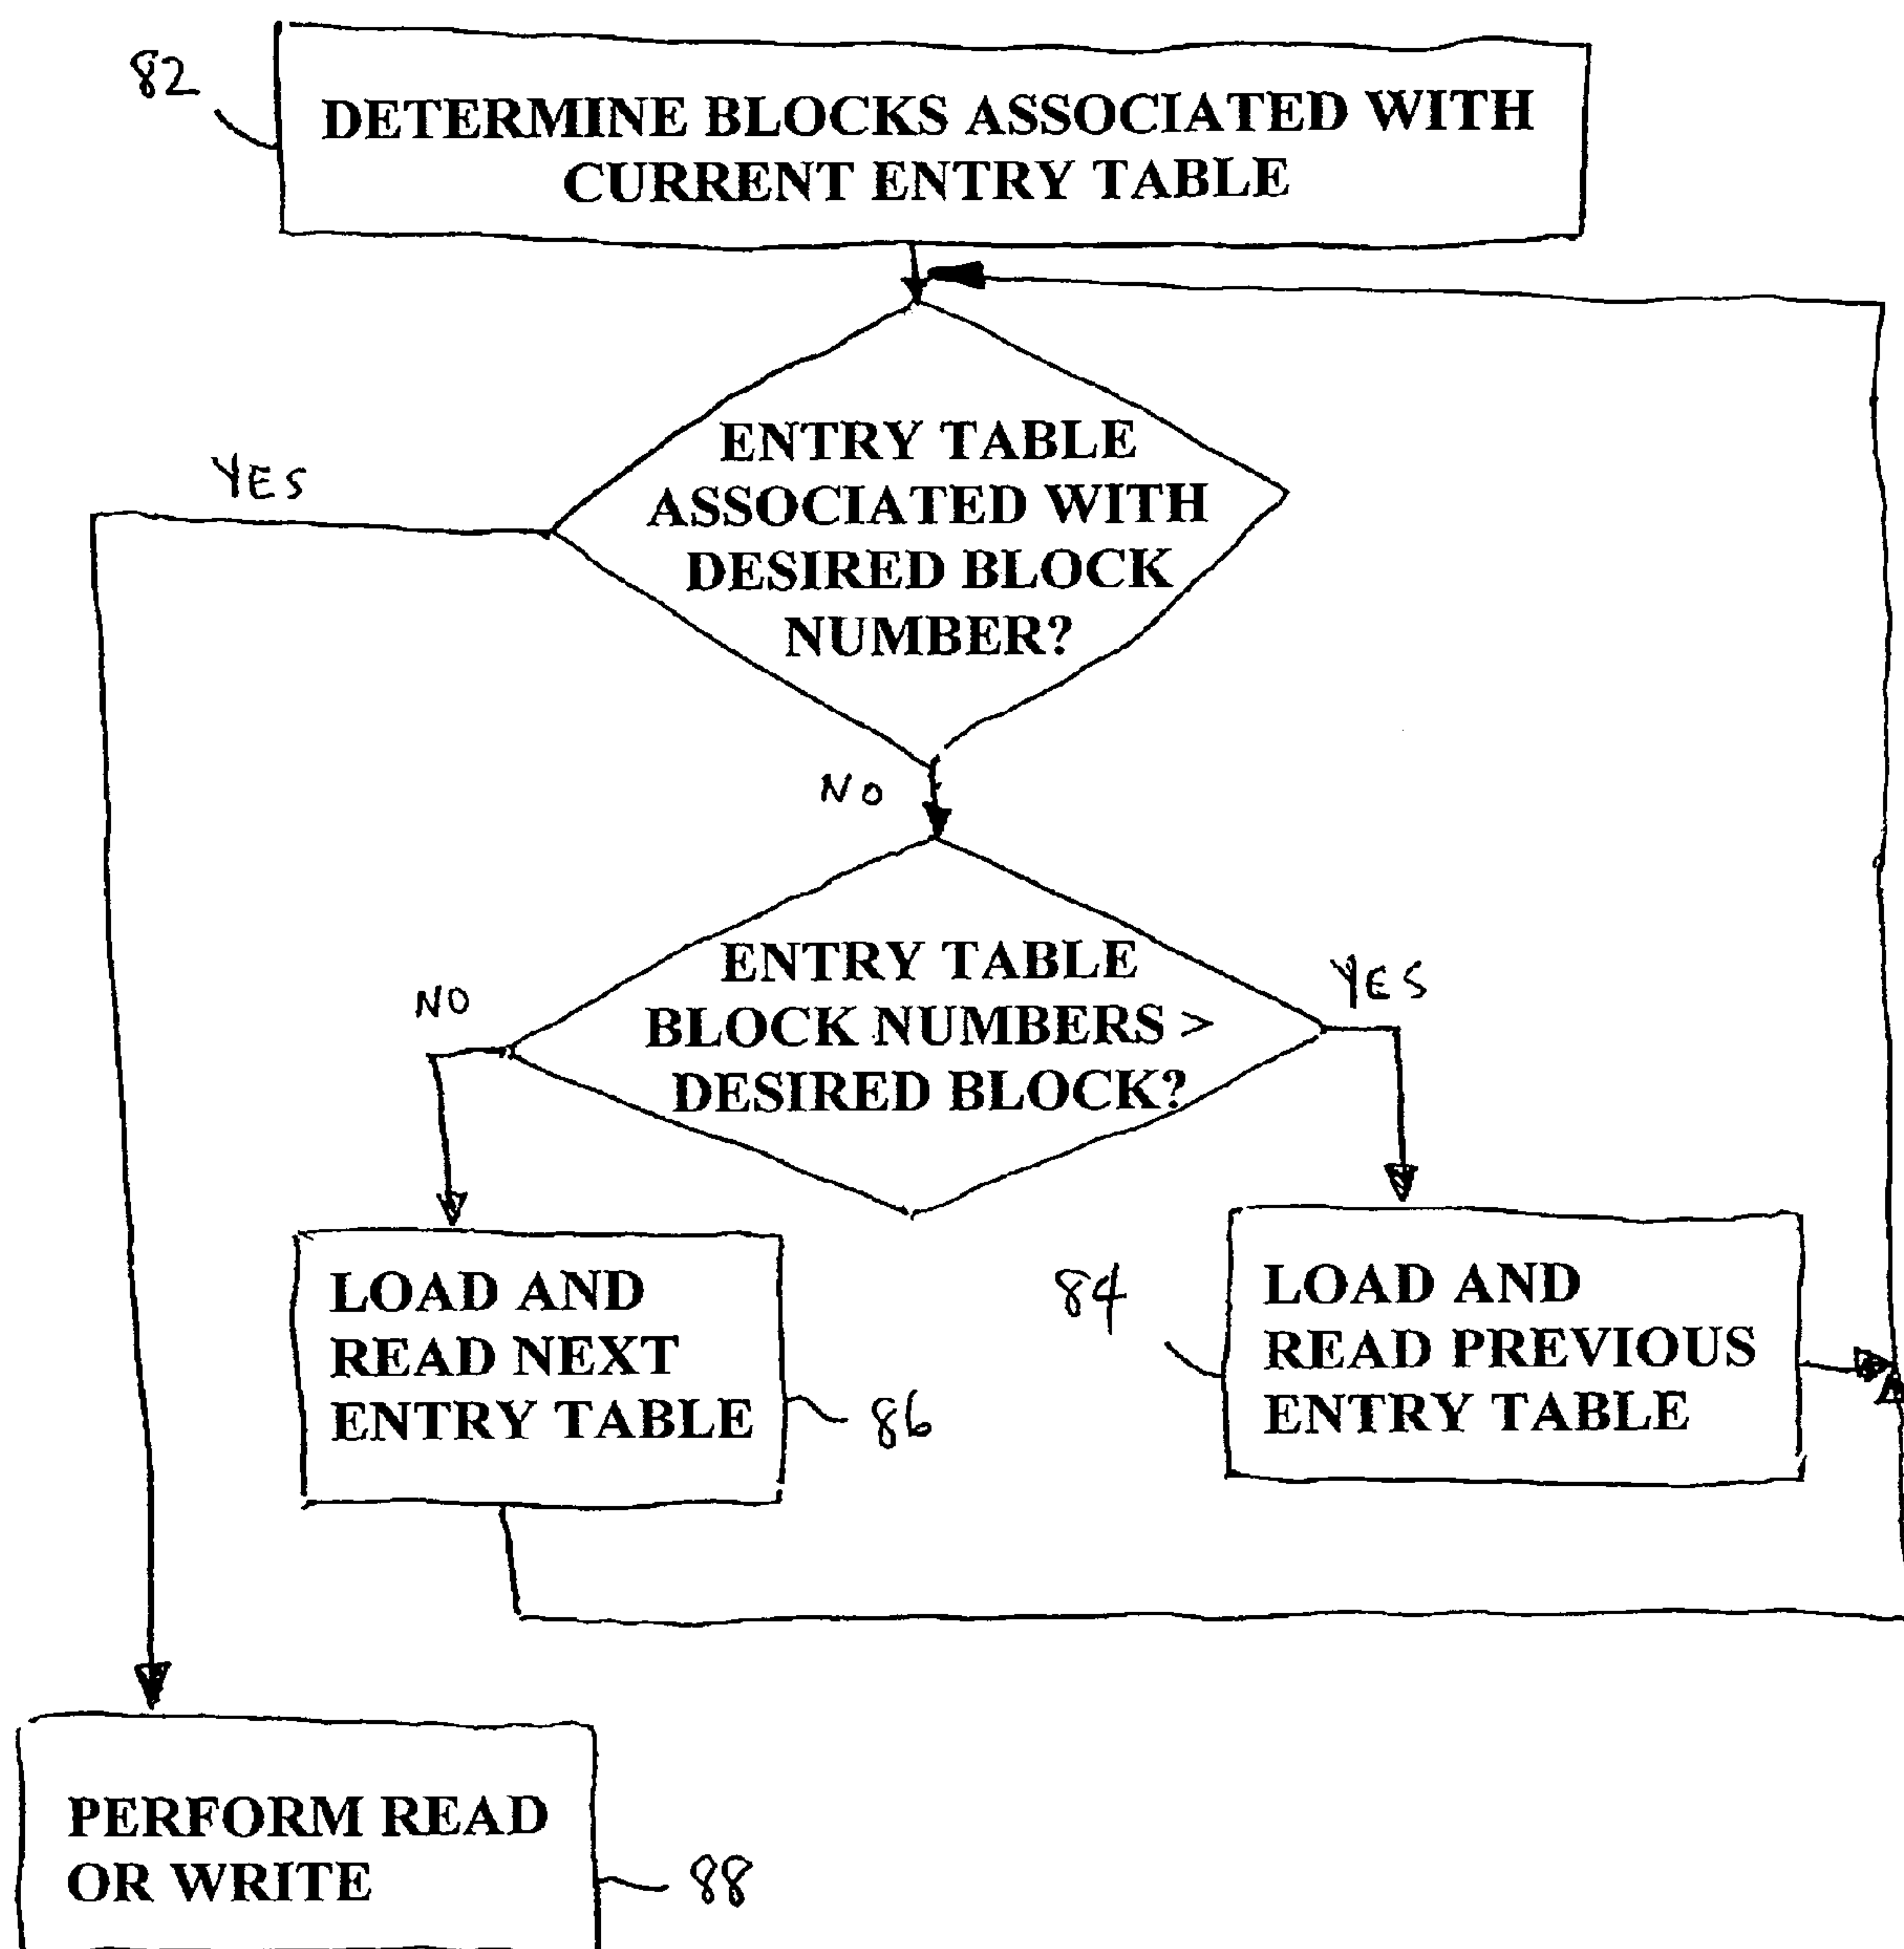 82
DETERMINE BLOCKS ASSOCIATED WITH
CURRENT ENTRY TABLE
ENTRY TABLE
ASSOCIATED WITH
DESIRED BLOCK
NUMBER?
YES
NO
ENTRY TABLE
BLOCK NUMBERS >
DESIRED BLOCK?
NO
YES
LOAD AND
READ NEXT
ENTRY TABLE
86
84
LOAD AND
READ PREVIOUS
ENTRY TABLE
PERFORM READ
OR WRITE
88